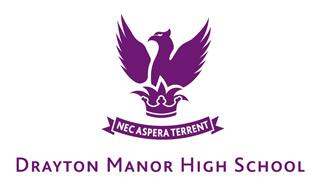 NEC ASPERA TERRENT
DRAYTON MANOR HIGH SCHOOL